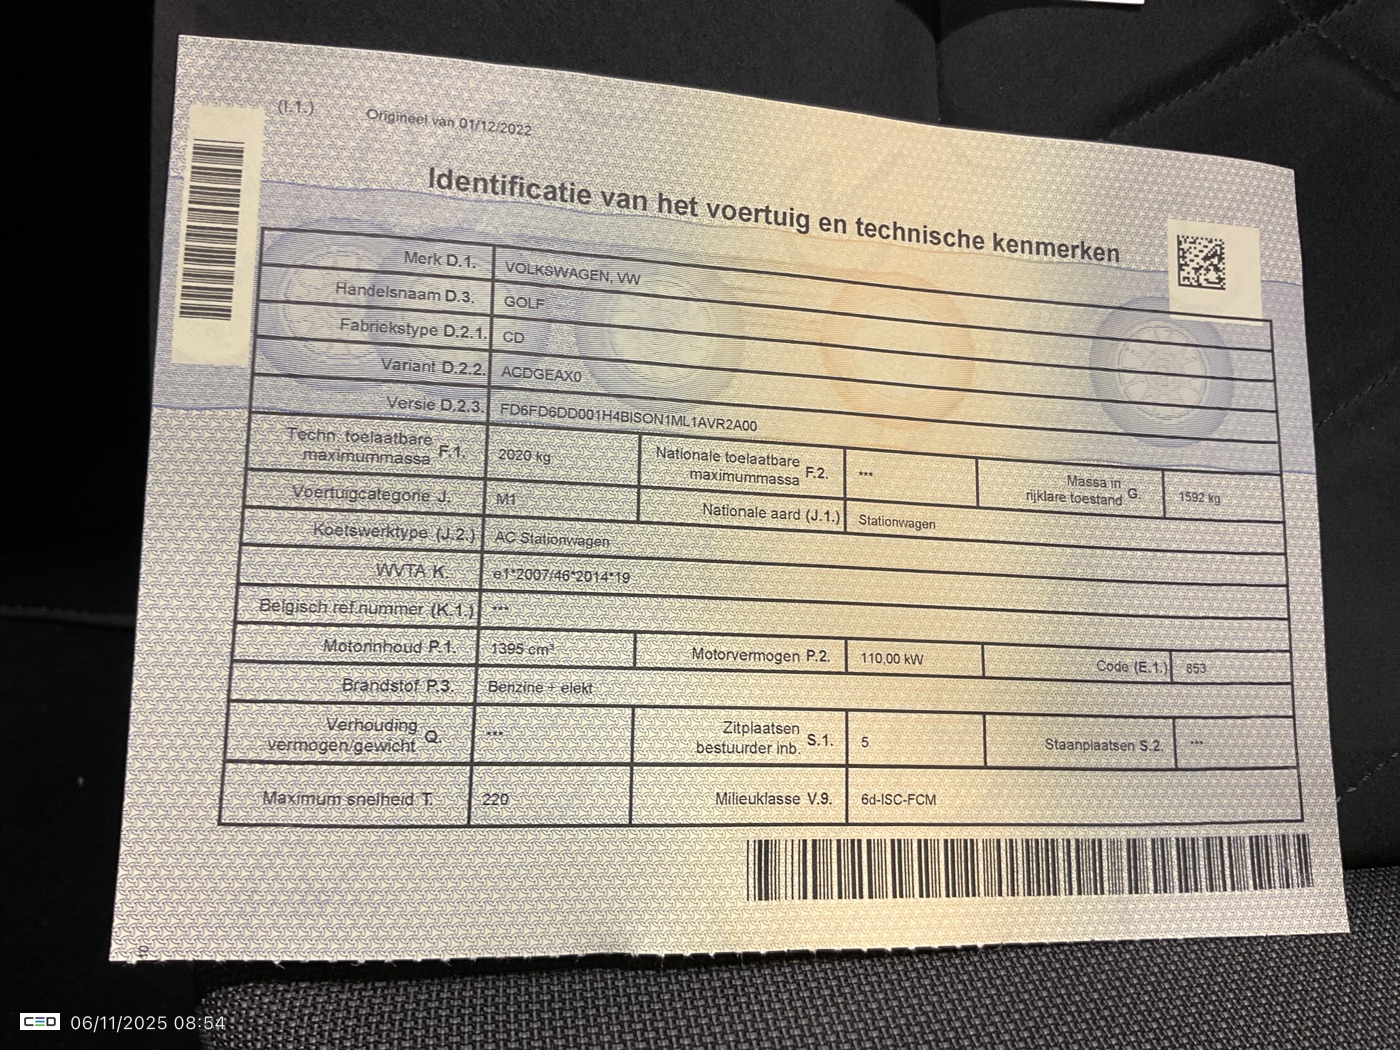 (I.1.) Origineel van 01/12/2022
Identificatie van het voertuig en technische kenmerken
Merk D.1. VOLKSWAGEN, VW
Handelsnaam D.3. GOLF
Fabriekstype D.2.1. CD
Variant D.2.2. ACDGEAX0
Versie D.2.3. FD6FD6DD001H4BISON1ML1AVR2A00
Techn. toelaatbare maximummassa F.1. 2020 kg Nationale toelaatbare maximummassa F.2. *** Massa in rijklare toestand G. 1592 kg
Voertuigcategorie J. M1 Nationale aard (J.1.) Stationwagen
Koetswerktype (J.2.) AC Stationwagen
WVTA K. e1*2007/46*2014*19
Belgisch ref.nummer (K.1.) ***
Motorinhoud P.1. 1395 cm³ Motorvermogen P.2. 110,00 kW Code (E.1.) 853
Brandstof P.3. Benzine + elekt
Verhouding vermogen/gewicht Q. *** Zitplaatsen bestuurder inb. S.1. 5 Staanplaatsen S.2. ***
Maximum snelheid T. 220 Milieuklasse V.9. 6d-ISC-FCM
CED 06/11/2025 08:54